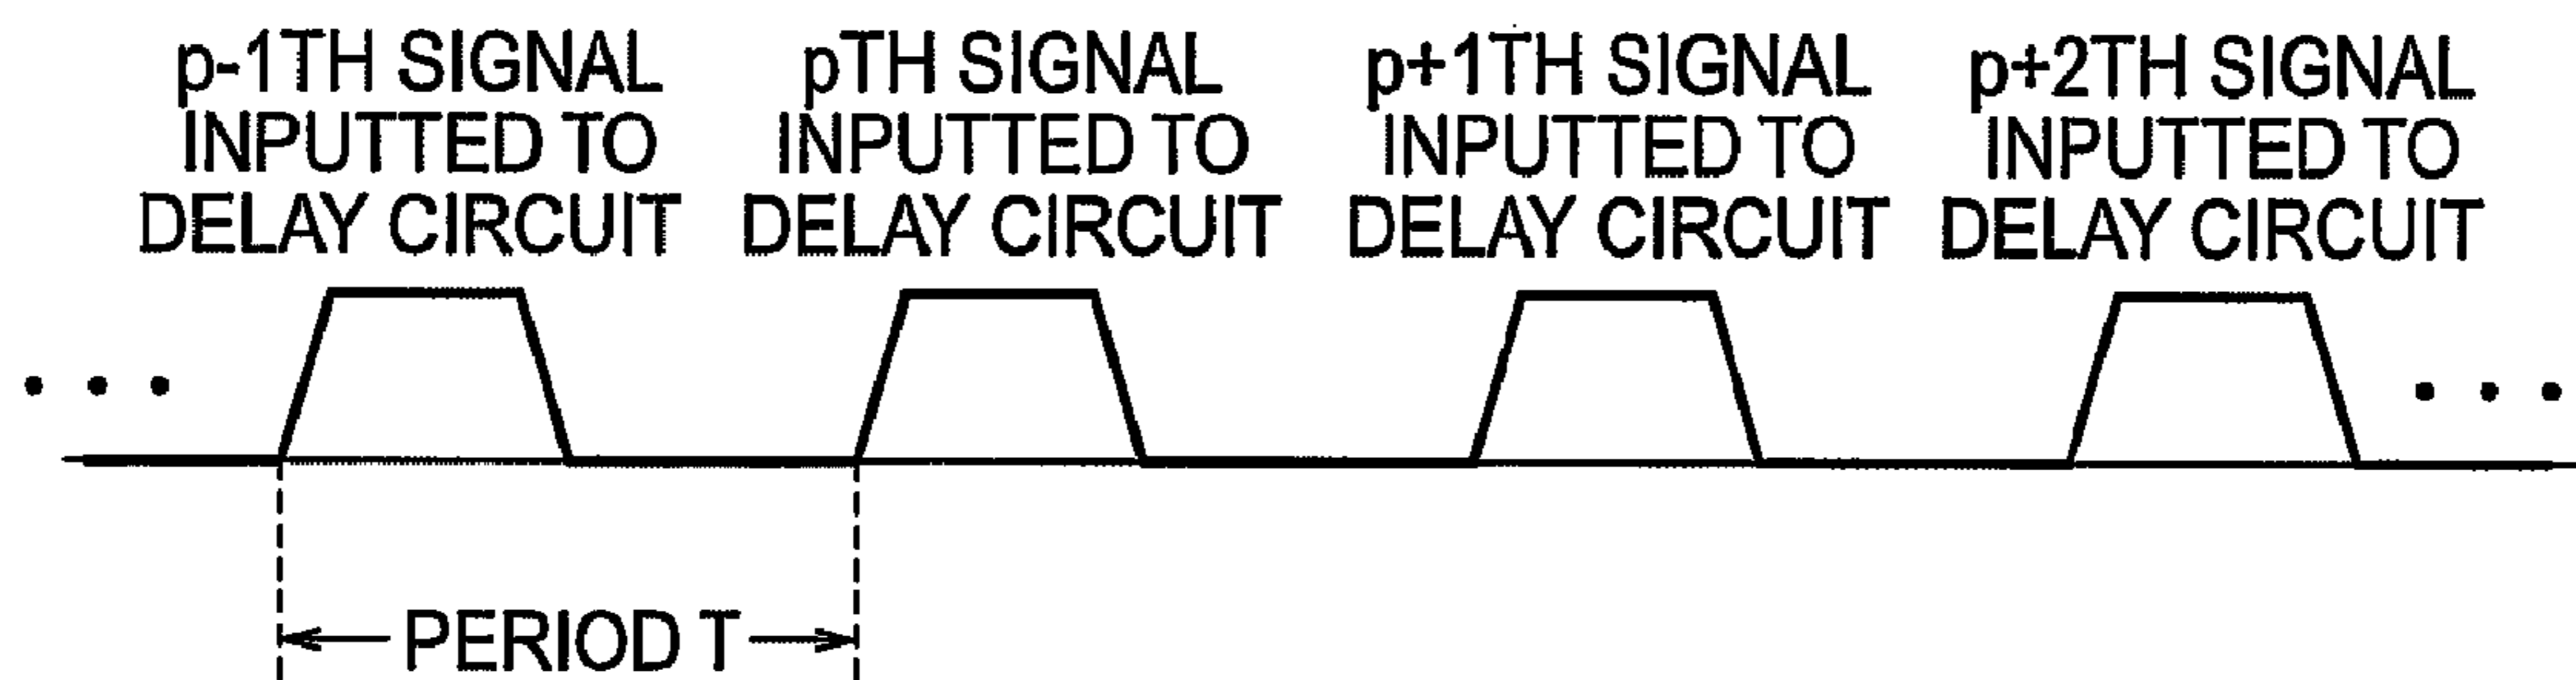 p-1TH SIGNAL
INPUTTED TO
DELAY CIRCUIT
pTH SIGNAL
INPUTTED TO
DELAY CIRCUIT
p+1TH SIGNAL
INPUTTED TO
DELAY CIRCUIT
p+2TH SIGNAL
INPUTTED TO
DELAY CIRCUIT
PERIOD T